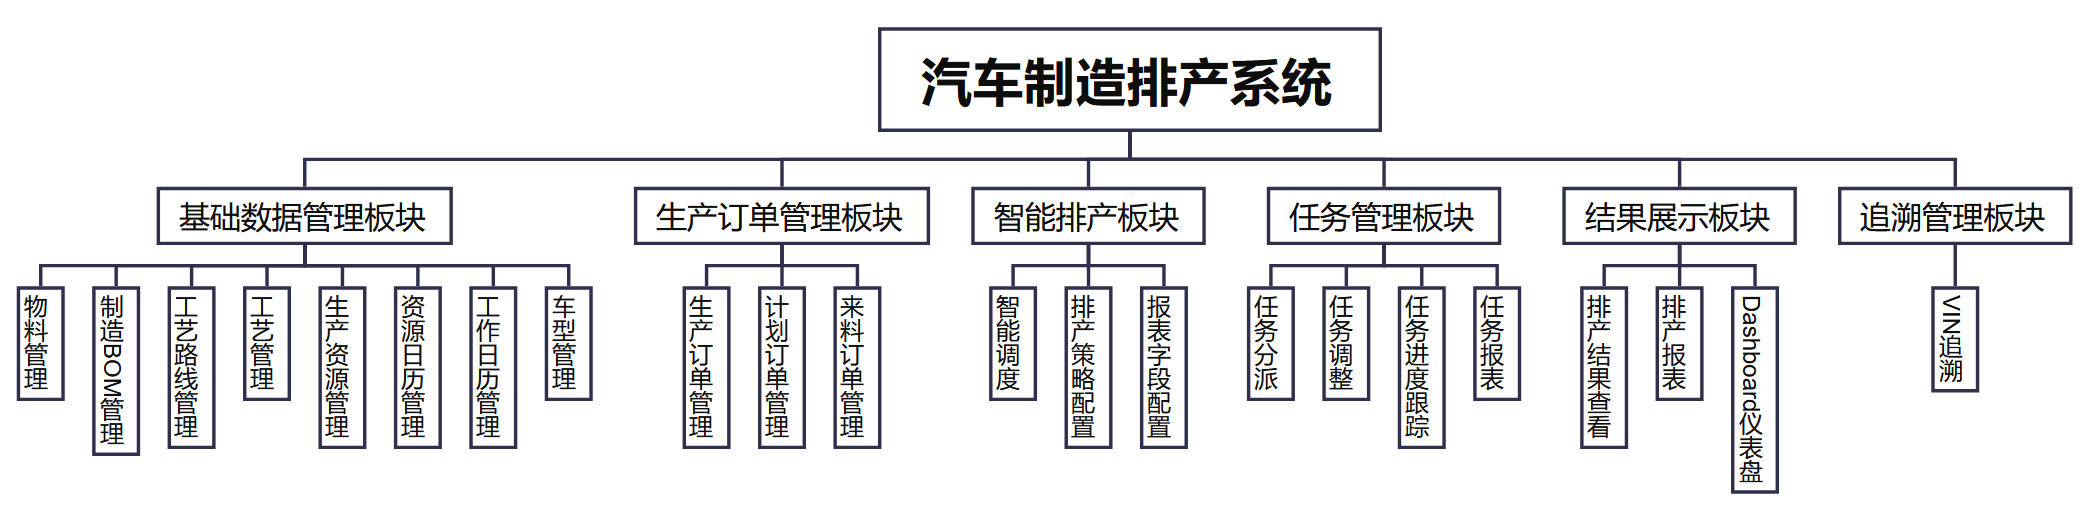 汽车制造排产系统
基础数据管理板块
生产订单管理板块
智能排产板块
任务管理板块
结果展示板块
追溯管理板块
物料管理
制造BOM管理
工艺路线管理
工艺管理
生产资源管理
资源日历管理
工作日历管理
车型管理
生产订单管理
计划订单管理
来料订单管理
智能调度
排产策略配置
报表字段配置
任务分派
任务调整
任务进度跟踪
任务报表
排产结果查看
排产报表
Dashboard仪表盘
VIN追溯